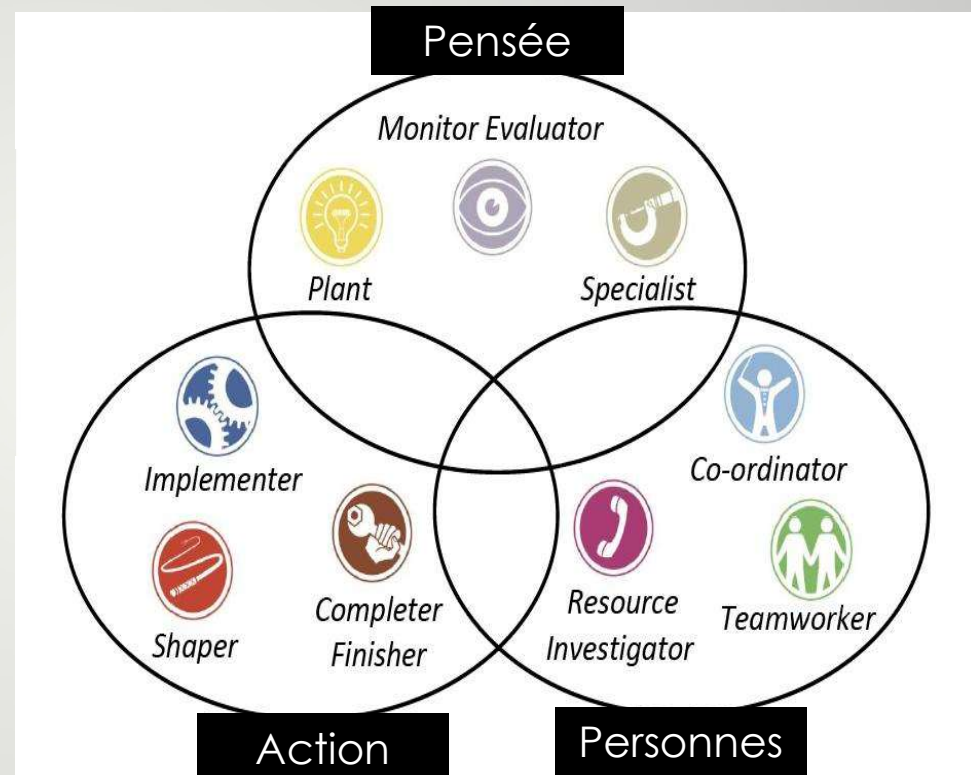 Pensée
Monitor Evaluator
Plant
Specialist
Implementer
Co-ordinator
Shaper
Completer
Finisher
Resource
Investigator
Teamworker
Action
Personnes